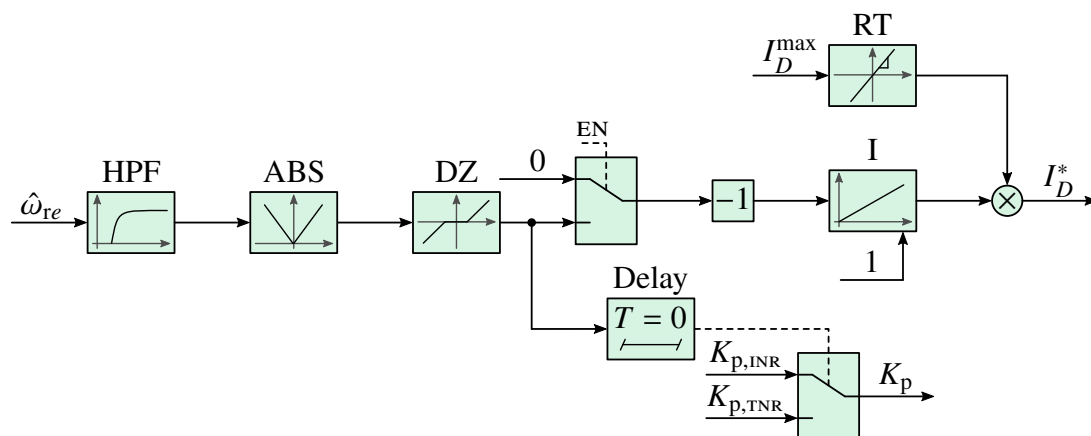 RT
I_D^max
EN
HPF
ABS
DZ
0
I
I_D^*
ω̂_re
−1
1
Delay
T = 0
K_p,INR
K_p
K_p,TNR